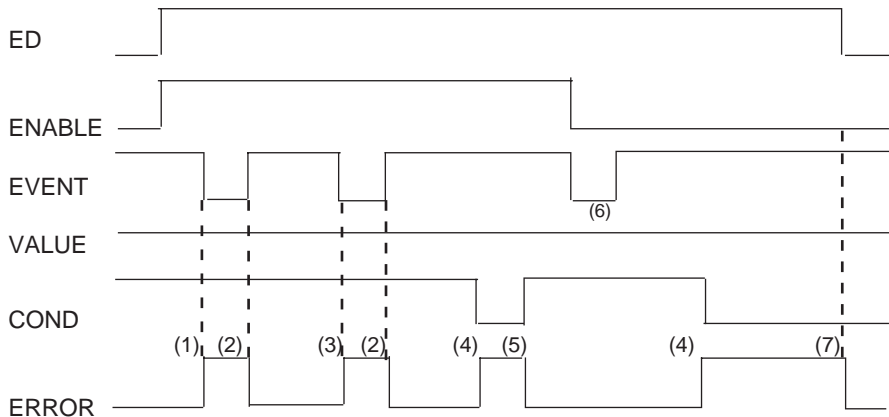 ED
ENABLE
EVENT
(6)
VALUE
COND
(1) (2) (3) (2) (4) (5) (4) (7)
ERROR